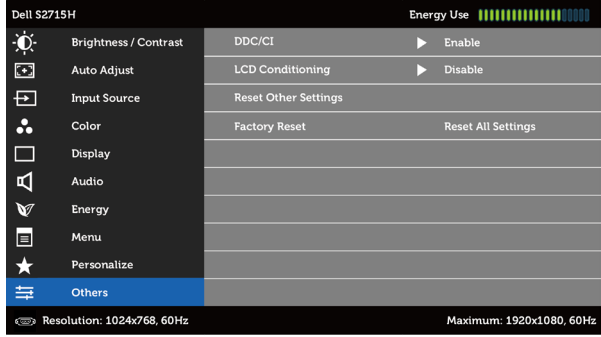 Dell S2715H Energy Use
Brightness / Contrast DDC/CI Enable
Auto Adjust LCD Conditioning Disable
Input Source Reset Other Settings
Color Factory Reset Reset All Settings
Display
Audio
Energy
Menu
Personalize
Others
Resolution: 1024x768, 60Hz Maximum: 1920x1080, 60Hz